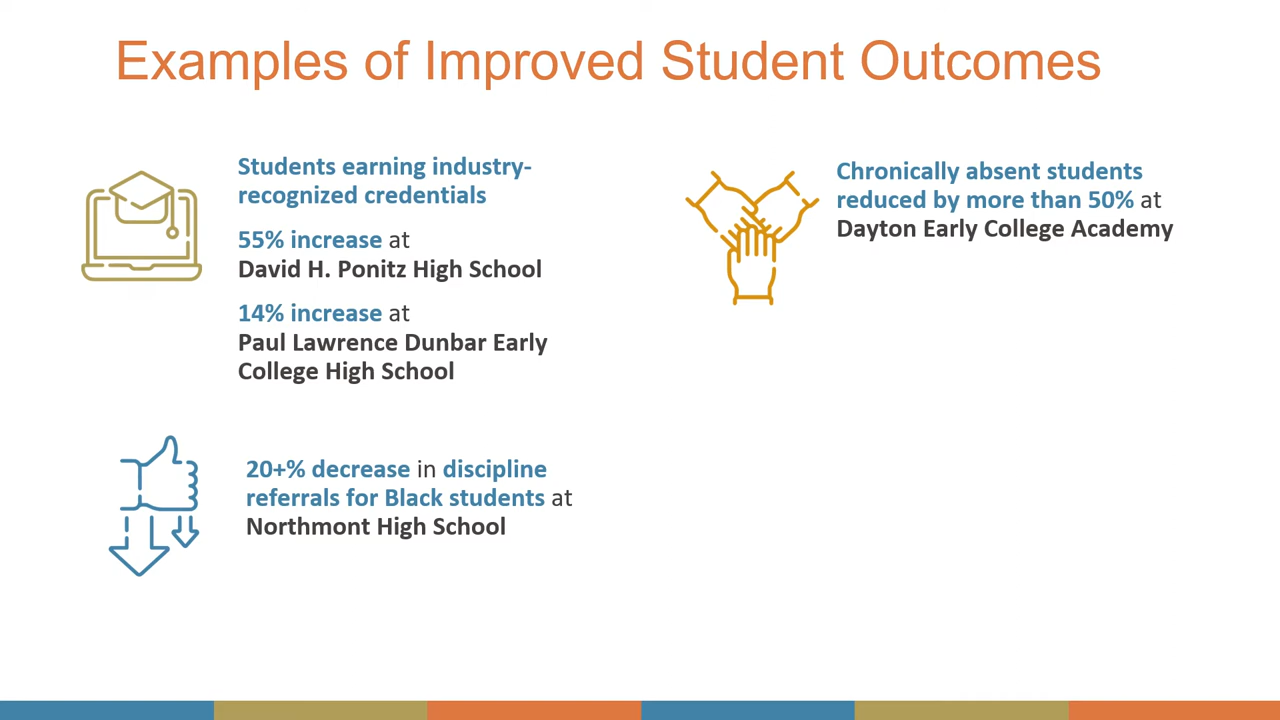 Examples of Improved Student Outcomes
Students earning industry-
recognized credentials
55% increase at
David H. Ponitz High School
14% increase at
Paul Lawrence Dunbar Early
College High School
20+% decrease in discipline
referrals for Black students at
Northmont High School
Chronically absent students
reduced by more than 50% at
Dayton Early College Academy